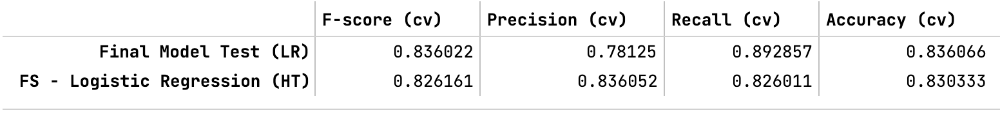 F-score (cv) Precision (cv) Recall (cv) Accuracy (cv)
Final Model Test (LR) 0.836022 0.78125 0.892857 0.836066
FS - Logistic Regression (HT) 0.826161 0.836052 0.826011 0.830333